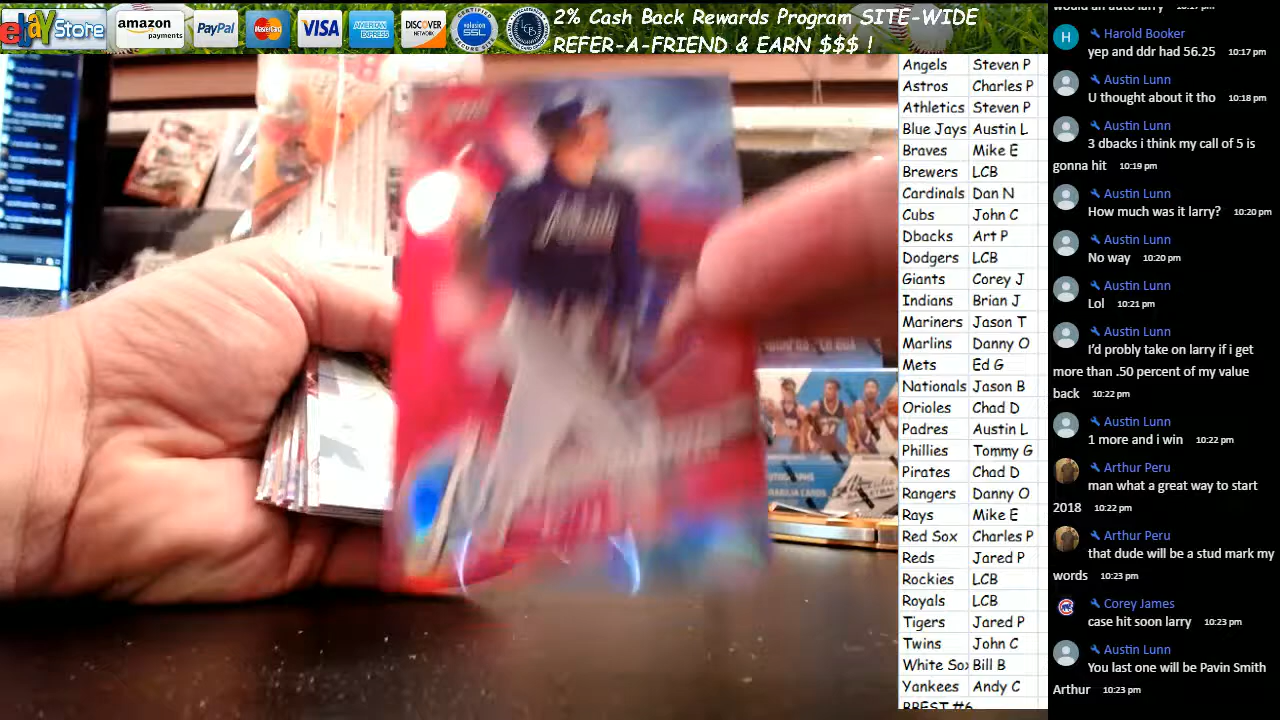 ebay Store
amazon
payments
PayPal
MasterCard
VISA
AMERICAN
EXPRESS
DISCOVER
NETWORK
SSL
LCB
2% Cash Back Rewards Program SITE-WIDE
REFER-A-FRIEND & EARN $$$ !
Angels Steven P
Astros Charles P
Athletics Steven P
Blue Jays Austin L
Braves Mike E
Brewers LCB
Cardinals Dan N
Cubs John C
Dbacks Art P
Dodgers LCB
Giants Corey J
Indians Brian J
Mariners Jason T
Marlins Danny O
Mets Ed G
Nationals Jason B
Orioles Chad D
Padres Austin L
Phillies Tommy G
Pirates Chad D
Rangers Danny O
Rays Mike E
Red Sox Charles P
Reds Jared P
Rockies LCB
Royals LCB
Tigers Jared P
Twins John C
White Sox Bill B
Yankees Andy C
BBEST #6
would an auto larry 10:17 pm
H
Harold Booker
yep and ddr had 56.25 10:17 pm
Austin Lunn
U thought about it tho 10:18 pm
Austin Lunn
3 dbacks i think my call of 5 is
gonna hit 10:19 pm
Austin Lunn
How much was it larry? 10:20 pm
Austin Lunn
No way 10:20 pm
Austin Lunn
Lol 10:21 pm
Austin Lunn
I'd probly take on larry if i get
more than .50 percent of my value
back 10:22 pm
Austin Lunn
1 more and i win 10:22 pm
Arthur Peru
man what a great way to start
2018 10:22 pm
Arthur Peru
that dude will be a stud mark my
words 10:23 pm
Corey James
case hit soon larry 10:23 pm
Austin Lunn
You last one will be Pavin Smith
Arthur 10:23 pm